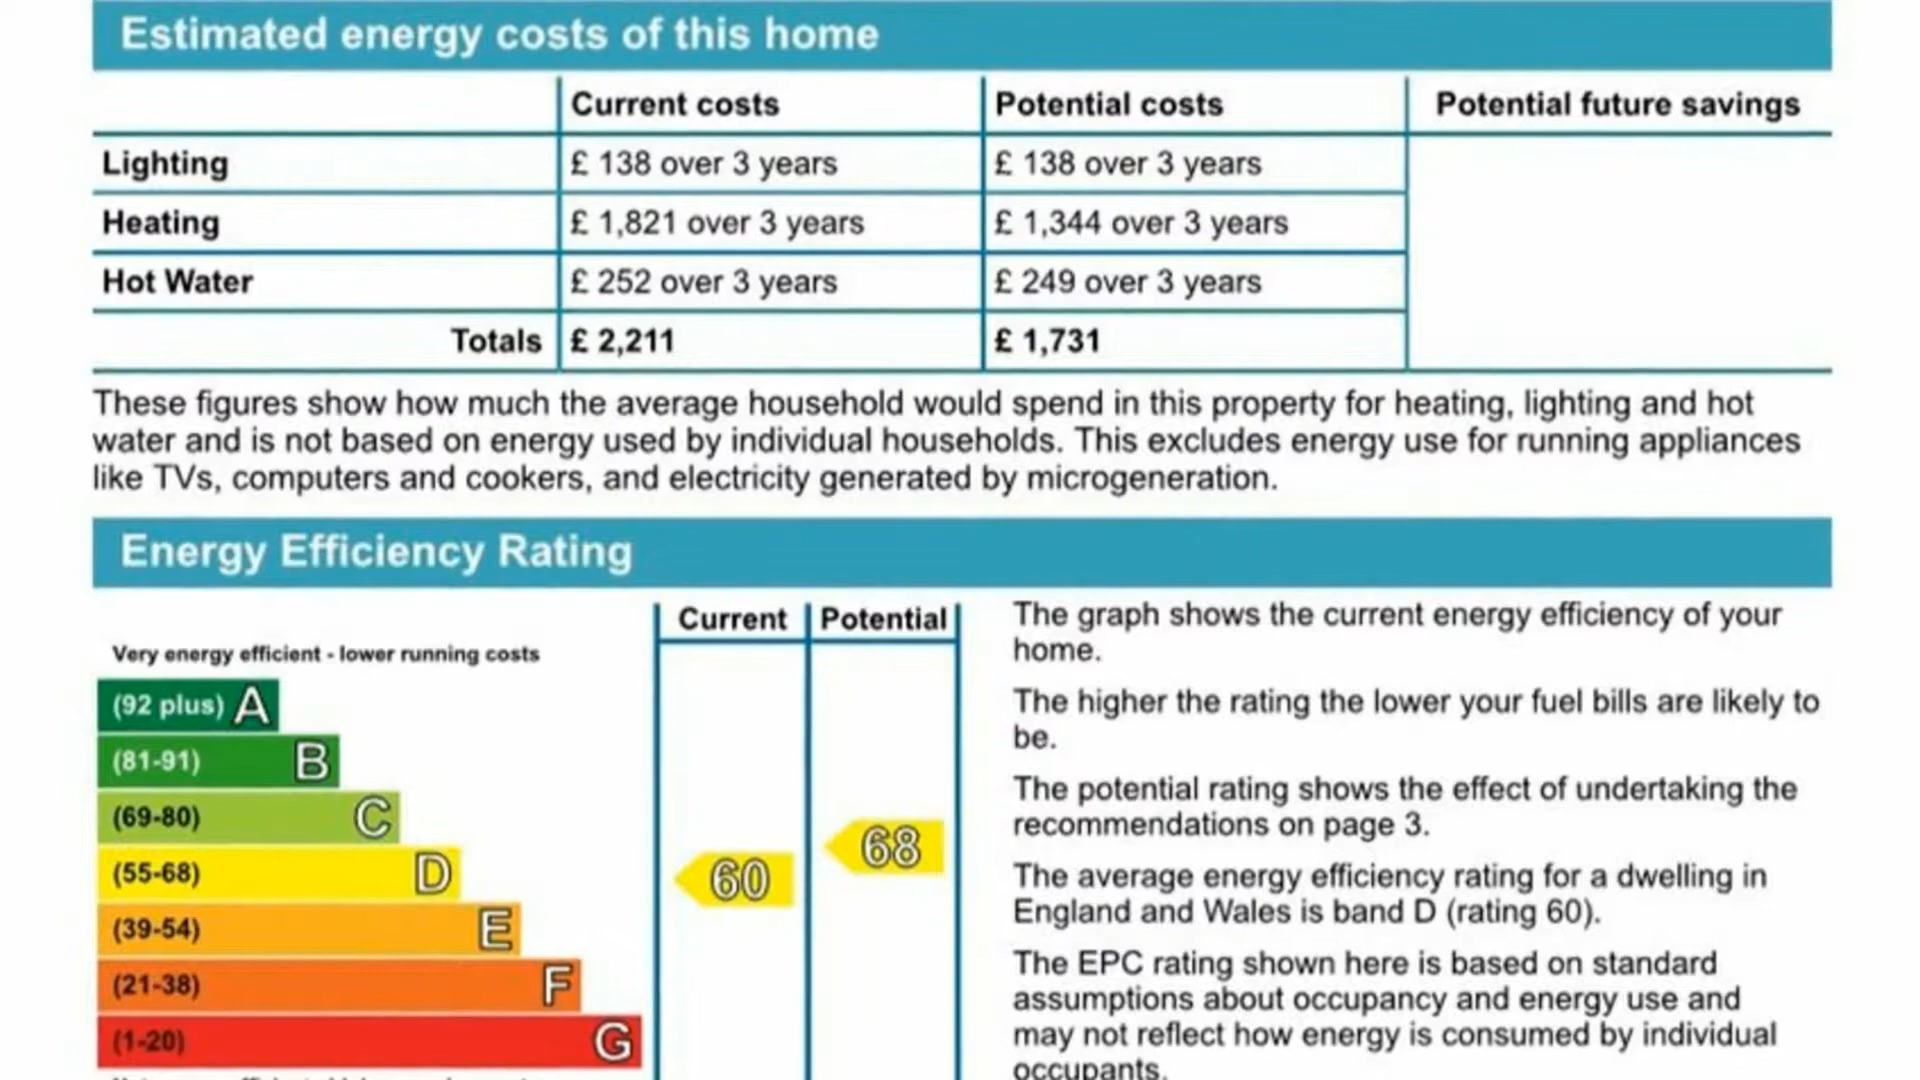 Estimated energy costs of this home
Current costs Potential costs Potential future savings
Lighting £ 138 over 3 years £ 138 over 3 years
Heating £ 1,821 over 3 years £ 1,344 over 3 years
Hot Water £ 252 over 3 years £ 249 over 3 years
Totals £ 2,211 £ 1,731
These figures show how much the average household would spend in this property for heating, lighting and hot
water and is not based on energy used by individual households. This excludes energy use for running appliances
like TVs, computers and cookers, and electricity generated by microgeneration.
Energy Efficiency Rating
Current Potential
Very energy efficient - lower running costs
(92 plus) A
(81-91) B
(69-80) C
(55-68) D
(39-54) E
(21-38) F
(1-20) G
60
68
The graph shows the current energy efficiency of your
home.
The higher the rating the lower your fuel bills are likely to
be.
The potential rating shows the effect of undertaking the
recommendations on page 3.
The average energy efficiency rating for a dwelling in
England and Wales is band D (rating 60).
The EPC rating shown here is based on standard
assumptions about occupancy and energy use and
may not reflect how energy is consumed by individual
occupants.